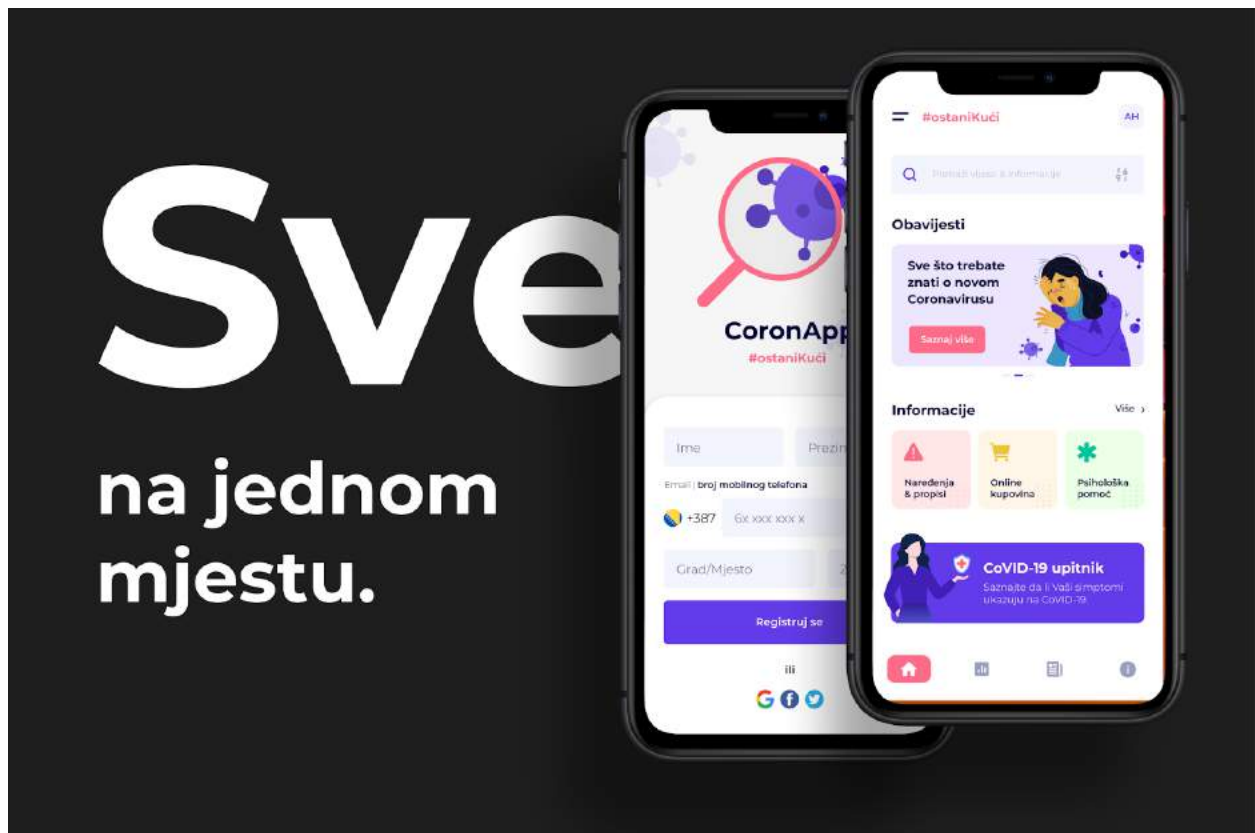 Sve
na jednom
mjestu.
CoronApp
#ostaniKući
Ime
Email | broj mobilnog telefona
+387
6x xxx xxx x
Grad/Mjesto
Registruj se
ili
#ostaniKući
AH
Obavijesti
Sve što trebate
znati o novom
Coronavirusu
Saznaj više
Informacije
Više
Naređenja
& propisi
Online
kupovina
Psihološka
pomoć
CoVID-19 upitnik
Saznajte da li Vaši simptomi
ukazuju na CoVID-19.